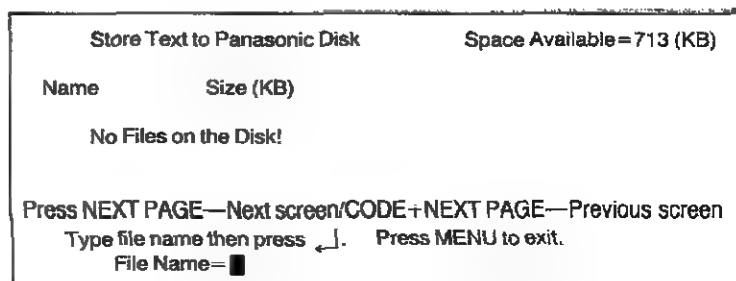 Store Text to Panasonic Disk Space Available=713 (KB)
Name Size (KB)
No Files on the Disk!
Press NEXT PAGE—Next screen/CODE+NEXT PAGE—Previous screen
Type file name then press ↵. Press MENU to exit.
File Name=█